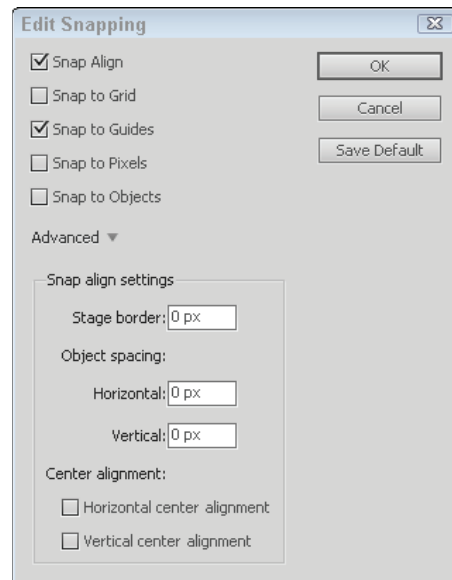 Edit Snapping
Snap Align
OK
Snap to Grid
Cancel
Snap to Guides
Save Default
Snap to Pixels
Snap to Objects
Advanced
Snap align settings
Stage border: 0 px
Object spacing:
Horizontal: 0 px
Vertical: 0 px
Center alignment:
Horizontal center alignment
Vertical center alignment